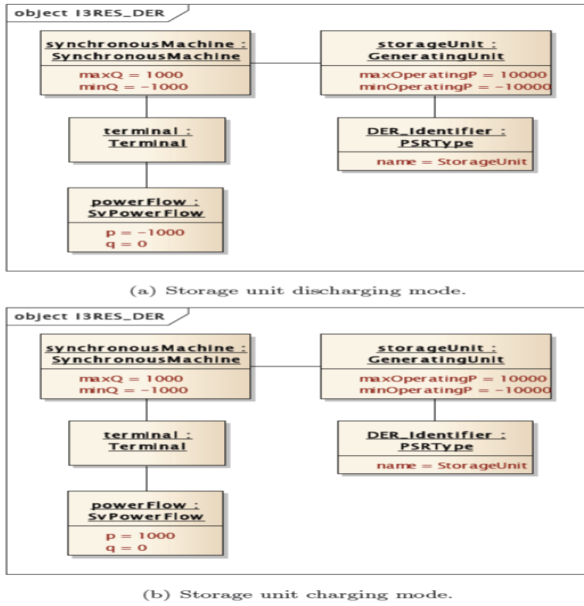 object I3RES_DER
synchronousMachine :
SynchronousMachine
maxQ = 1000
minQ = -1000
storageUnit :
GeneratingUnit
maxOperatingP = 10000
minOperatingP = -10000
terminal :
Terminal
DER_Identifier :
PSRType
name = StorageUnit
powerFlow :
SvPowerFlow
p = -1000
q = 0
(a) Storage unit discharging mode.
object I3RES_DER
synchronousMachine :
SynchronousMachine
maxQ = 1000
minQ = -1000
storageUnit :
GeneratingUnit
maxOperatingP = 10000
minOperatingP = -10000
terminal :
Terminal
DER_Identifier :
PSRType
name = StorageUnit
powerFlow :
SvPowerFlow
p = 1000
q = 0
(b) Storage unit charging mode.